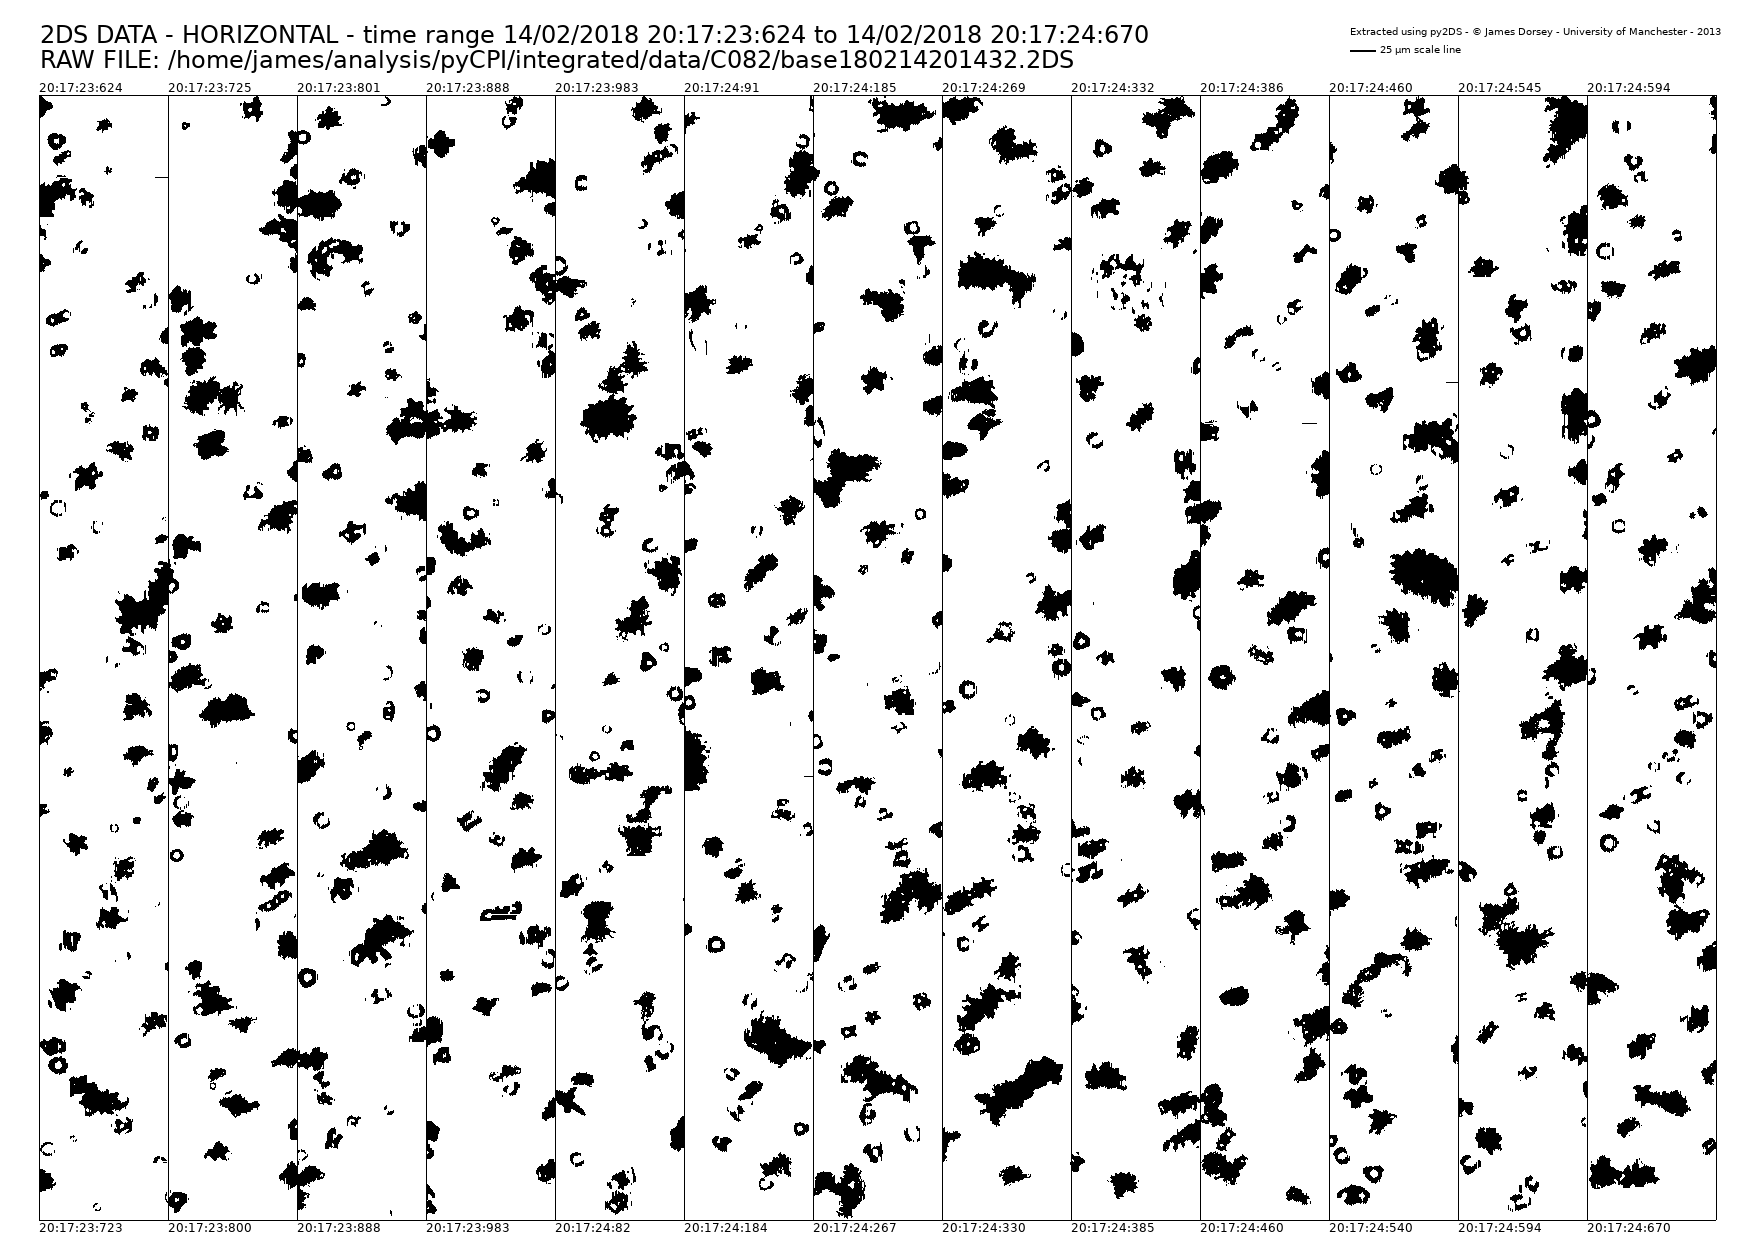 2DS DATA - HORIZONTAL - time range 14/02/2018 20:17:23:624 to 14/02/2018 20:17:24:670
RAW FILE: /home/james/analysis/pyCPI/integrated/data/C082/base180214201432.2DS
Extracted using py2DS - © James Dorsey - University of Manchester - 2013
25 µm scale line
20:17:23:624 20:17:23:725 20:17:23:801 20:17:23:888 20:17:23:983 20:17:24:91 20:17:24:185 20:17:24:269 20:17:24:332 20:17:24:386 20:17:24:460 20:17:24:545 20:17:24:594
20:17:23:723 20:17:23:800 20:17:23:888 20:17:23:983 20:17:24:82 20:17:24:184 20:17:24:267 20:17:24:330 20:17:24:385 20:17:24:460 20:17:24:540 20:17:24:594 20:17:24:670